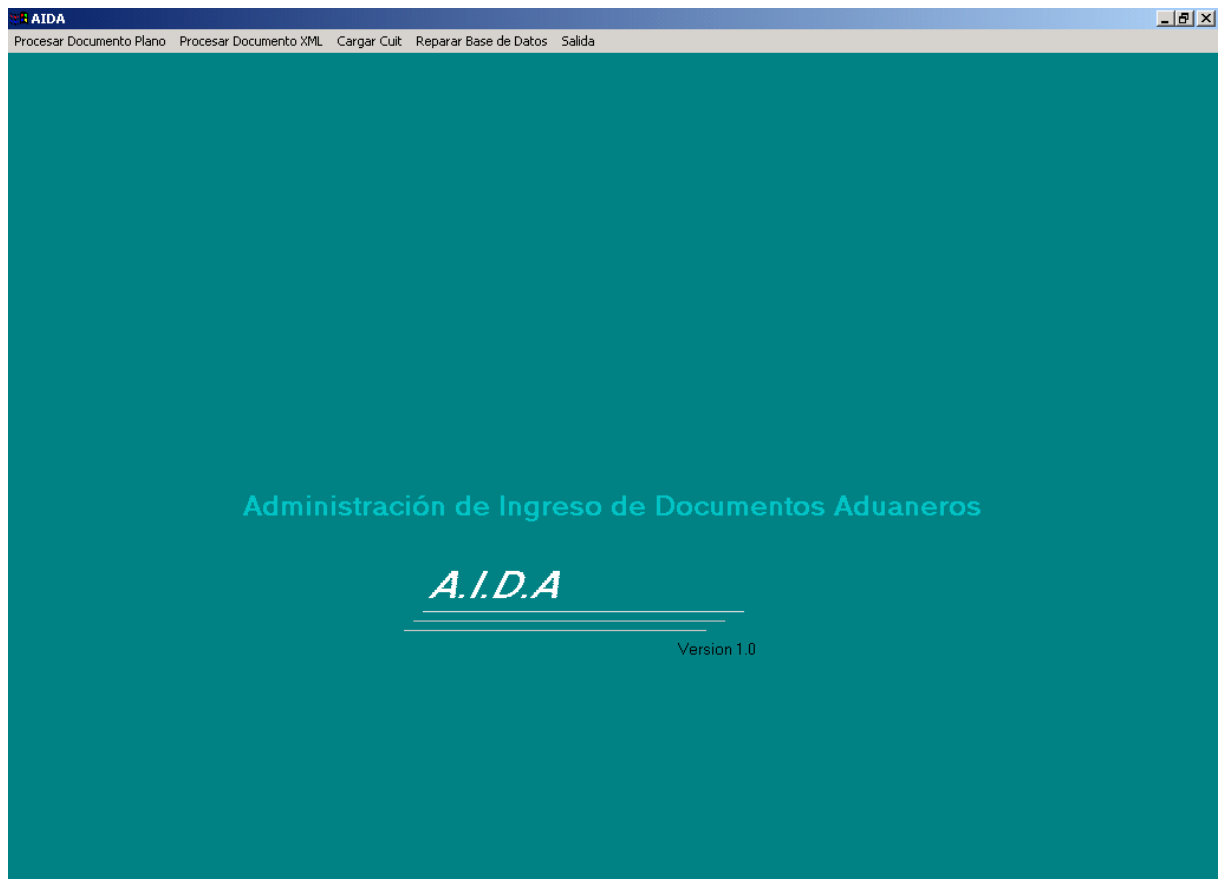 AIDA
Procesar Documento Plano Procesar Documento XML Cargar Cuit Reparar Base de Datos Salida
Administración de Ingreso de Documentos Aduaneros
A.I.D.A
Version 1.0